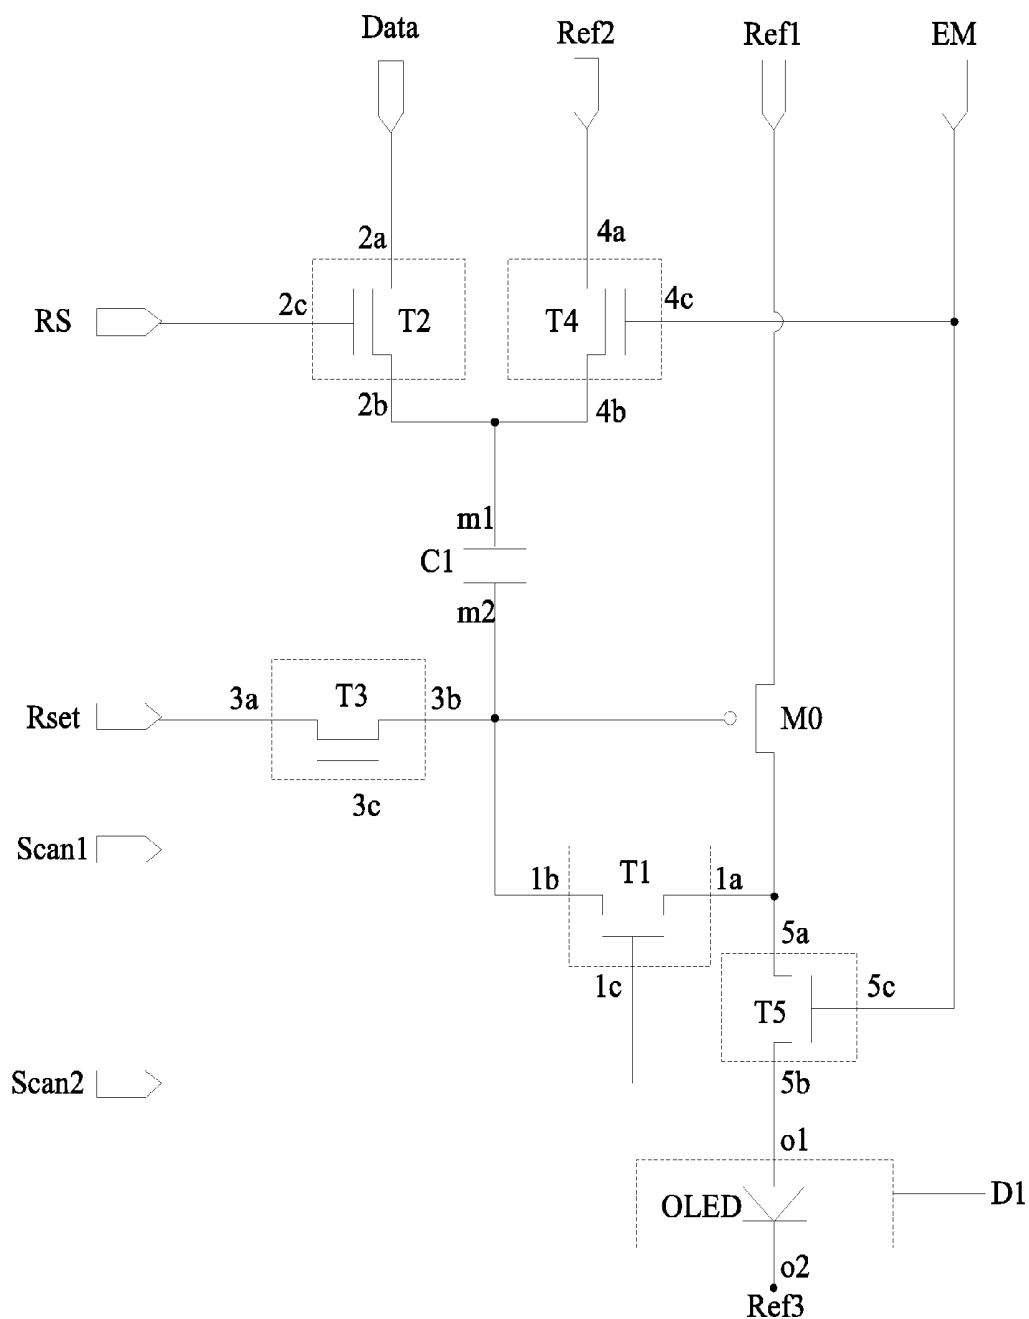 Data
Ref2
Ref1
EM
2a
4a
RS
2c
T2
T4
4c
2b
4b
m1
C1
m2
Rset
3a
T3
3b
M0
3c
Scan1
1b
T1
1a
5a
1c
T5
5c
Scan2
5b
o1
OLED
D1
o2
Ref3